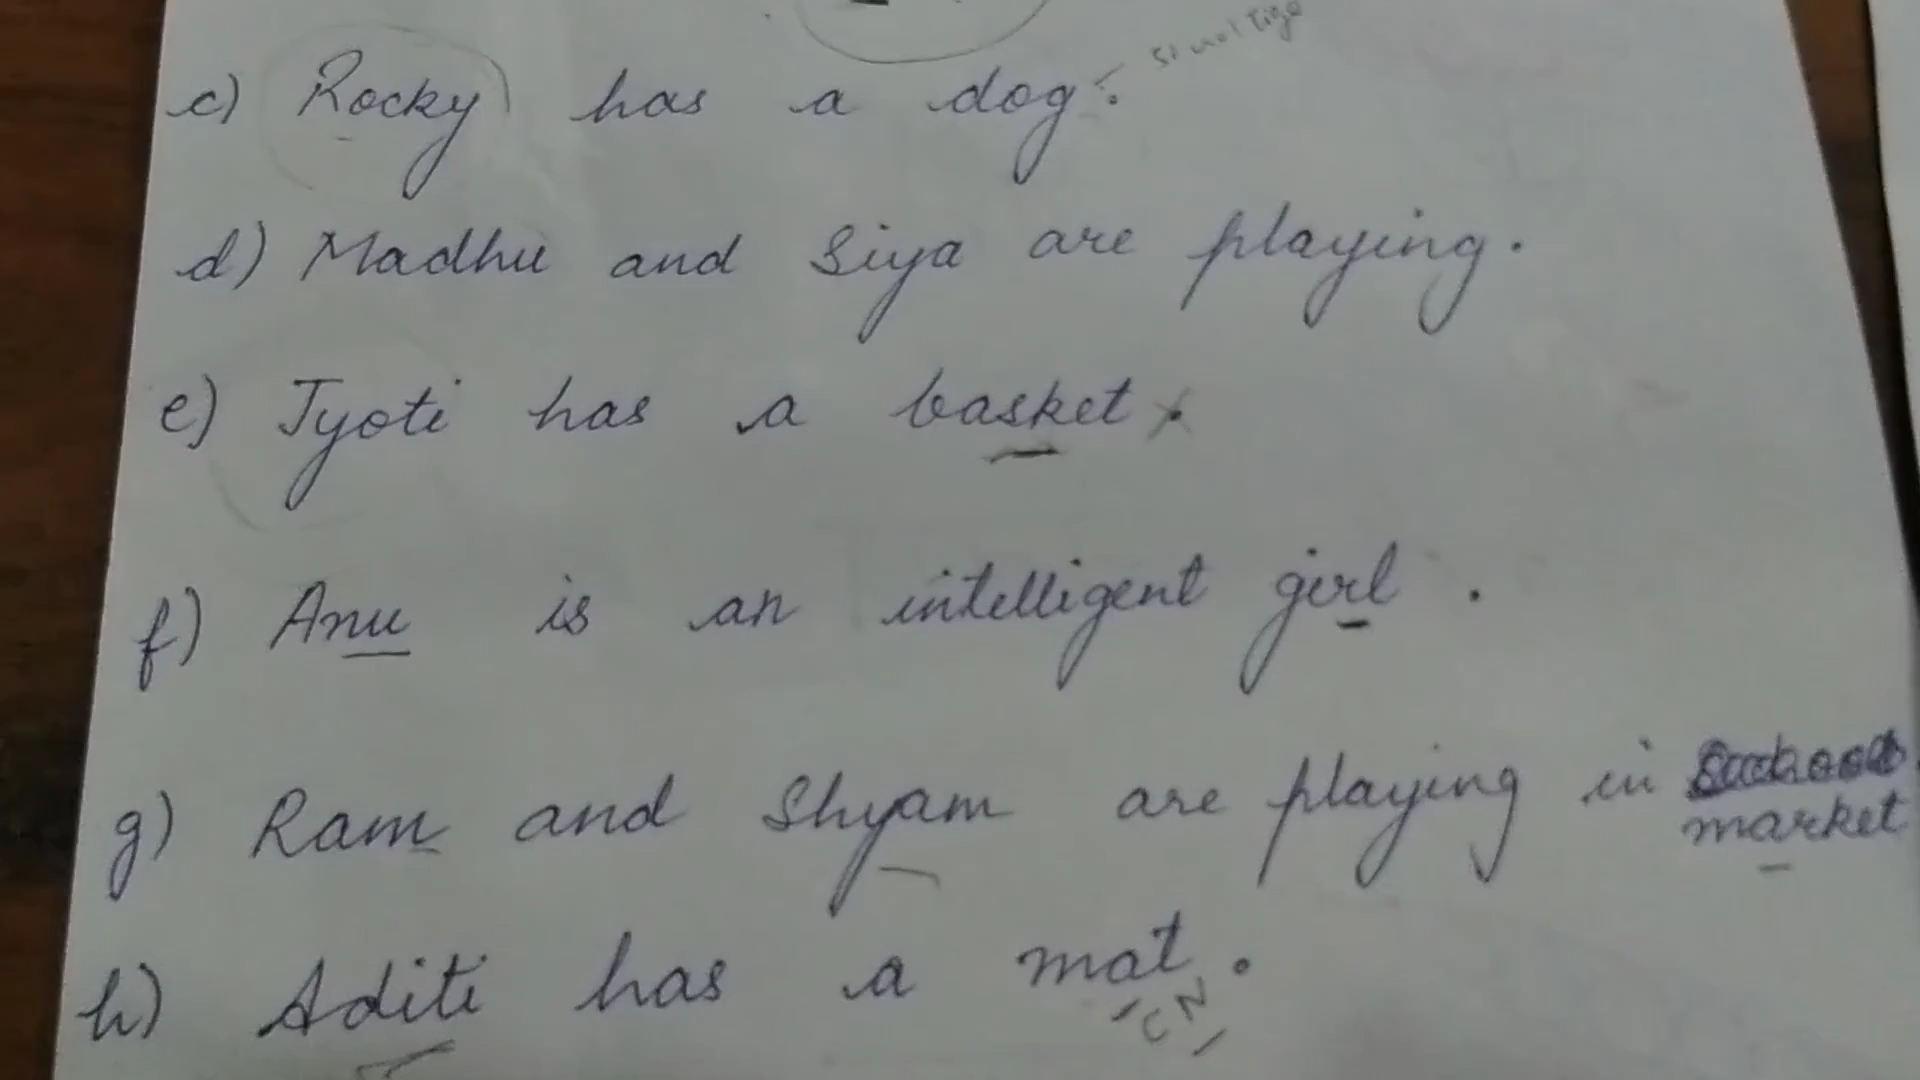 c) Rocky has a dog.
d) Madhu and Siya are playing.
e) Jyoti has a basket.
f) Anu is an intelligent girl.
g) Ram and Shyam are playing in
market
h) Aditi has a mat.
CN